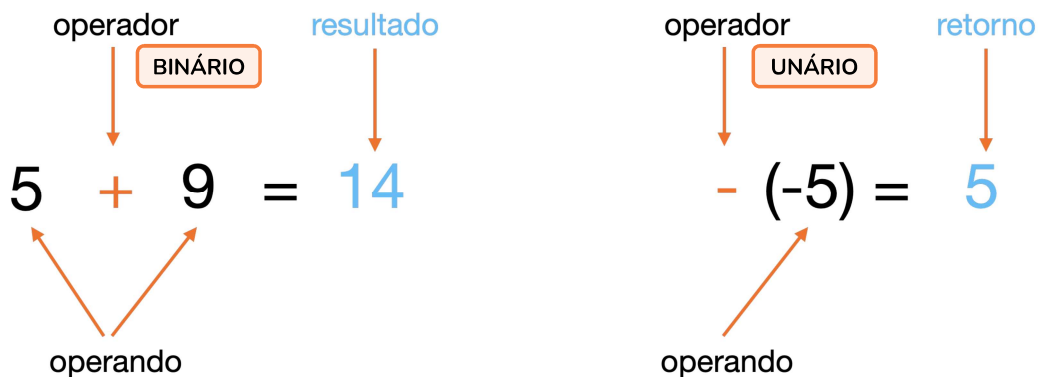 operador
resultado
BINÁRIO
5 + 9 = 14
operando
operador
retorno
UNÁRIO
- (-5) = 5
operando